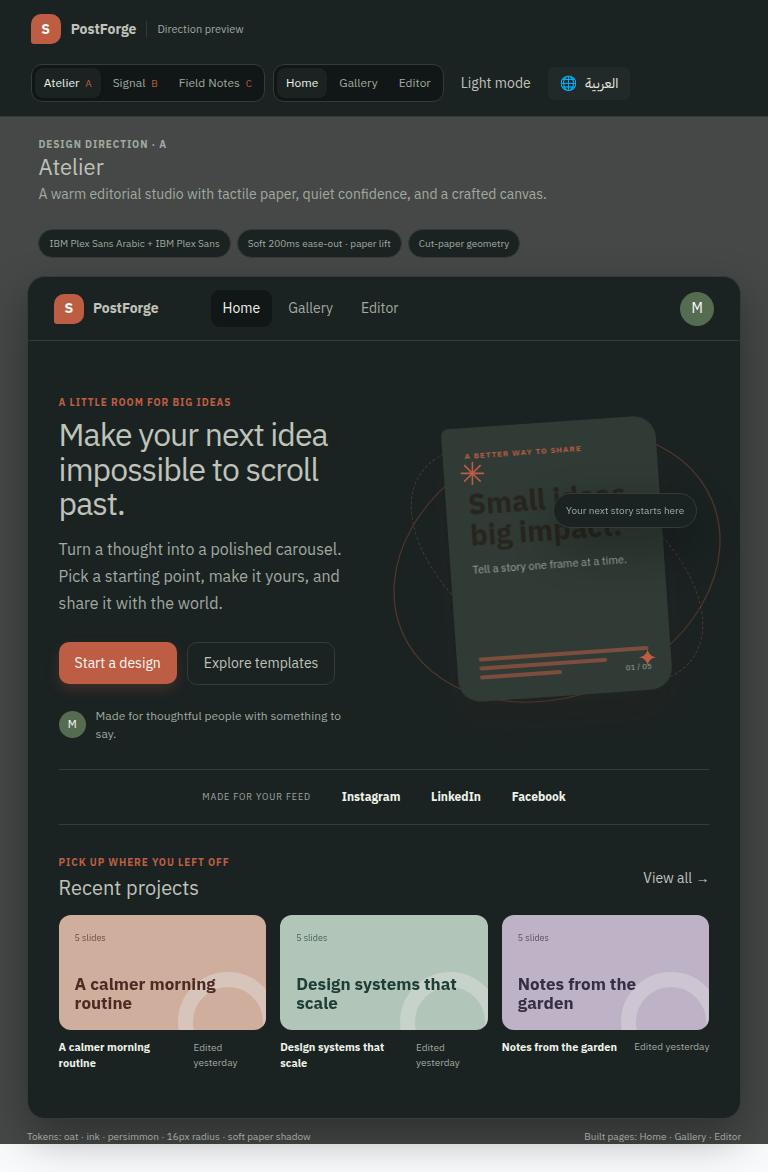 S PostForge Design preview
Atelier A Signal B Field Notes C Home Gallery Editor Light mode 🌐 العربية
DESIGN DIRECTION · A
Atelier
A warm editorial studio with tactile paper, quiet confidence, and a crafted canvas.
IBM Plex Sans Arabic + IBM Plex Sans Soft 200ms ease-out · paper lift Cut-paper geometry
S PostForge Home Gallery Editor M
A LITTLE ROOM FOR BIG IDEAS
Make your next idea
impossible to scroll
past.
Turn a thought into a polished carousel.
Pick a starting point, make it yours, and
share it with the world.
Start a design Explore templates
M Made for thoughtful people with something to
say.
A BETTER WAY TO SHARE
Small ideas
Your next story starts here
big impact.
Tell a story one frame at a time.
01 / 05
MADE FOR YOUR FEED Instagram LinkedIn Facebook
PICK UP WHERE YOU LEFT OFF
Recent projects
View all →
5 slides
A calmer morning
routine
A calmer morning
routine
Edited
yesterday
5 slides
Design systems that
scale
Design systems that
scale
Edited
yesterday
5 slides
Notes from the
garden
Notes from the garden Edited yesterday
Tokens: oat · ink · persimmon · 16px radius · soft paper shadow Built pages: Home · Gallery · Editor